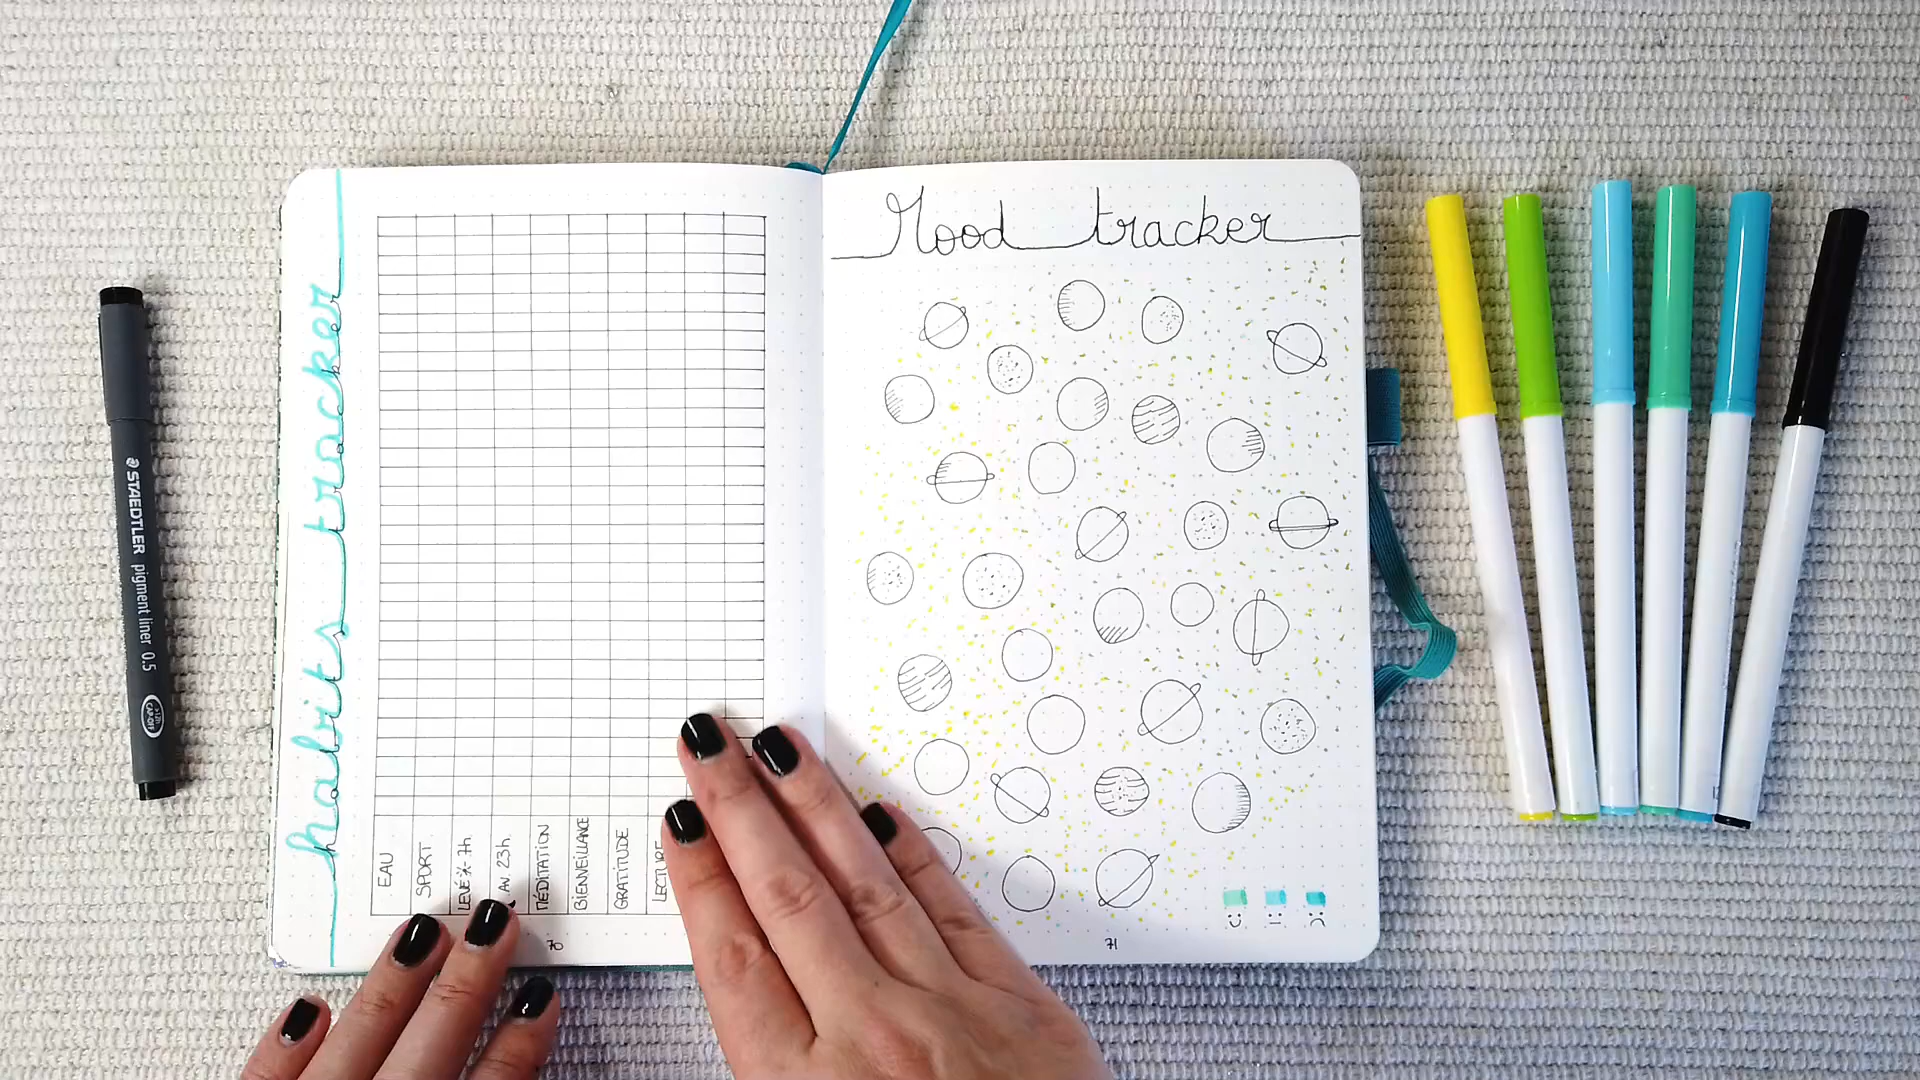 habits tracker
EAU
SPORT
LEVÉ
7h
AV. 23h
MÉDITATION
BIENVEILLANCE
GRATITUDE
70
Mood tracker
71
STAEDTLER pigment liner 0.5